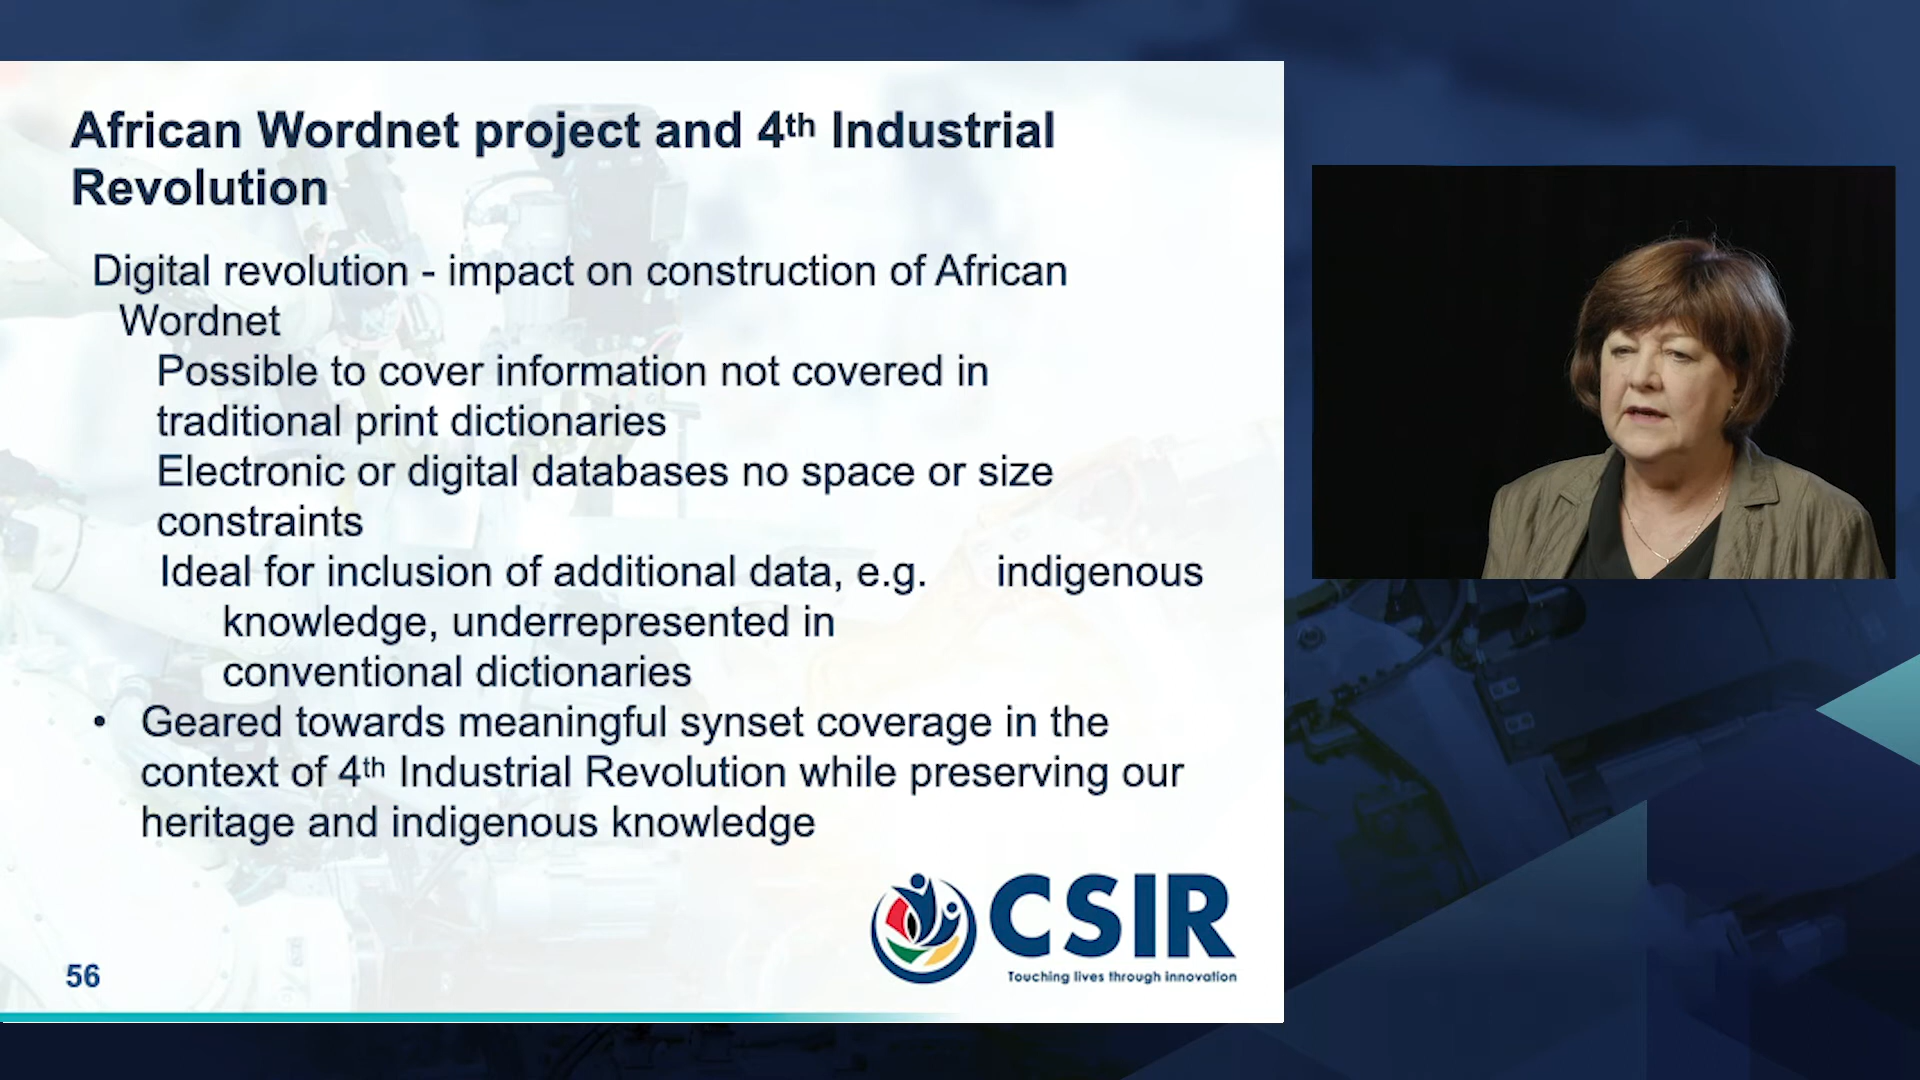 African Wordnet project and 4th Industrial
Revolution
Digital revolution - impact on construction of African
Wordnet
Possible to cover information not covered in
traditional print dictionaries
Electronic or digital databases no space or size
constraints
Ideal for inclusion of additional data, e.g. indigenous
knowledge, underrepresented in
conventional dictionaries
• Geared towards meaningful synset coverage in the
context of 4th Industrial Revolution while preserving our
heritage and indigenous knowledge
CSIR
Touching lives through innovation
56